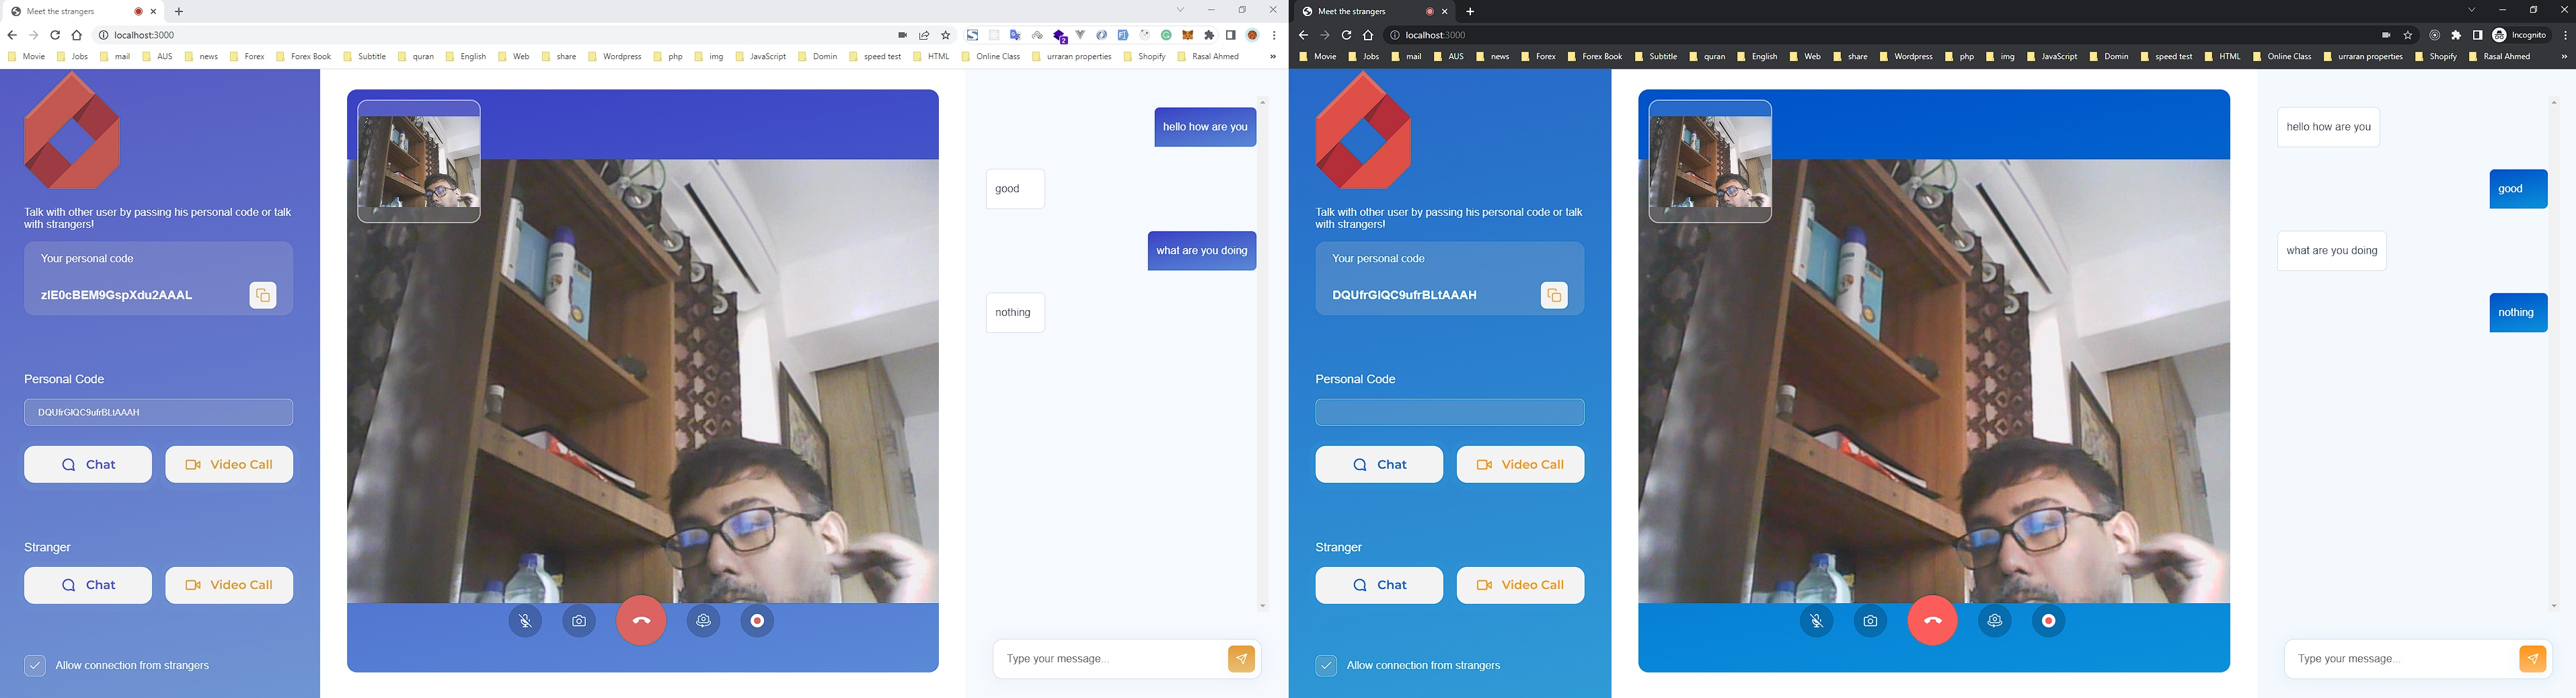 Meet the strangers
localhost:3000
Movie Jobs mail AUS news Forex Forex Book Subtitle quran English Web share Wordpress php img JavaScript Domin speed test HTML Online Class urraran properties Shopify Rasal Ahmed »
Talk with other user by passing his personal code or talk
with strangers!
Your personal code
zIE0cBEM9GspXdu2AAAL
Personal Code
DQUfrGlQC9ufrBLtAAAH
Chat Video Call
Stranger
Chat Video Call
Allow connection from strangers
hello how are you
good
what are you doing
nothing
Type your message...
Meet the strangers
localhost:3000
Incognito
Movie Jobs mail AUS news Forex Forex Book Subtitle quran English Web share Wordpress php img JavaScript Domin speed test HTML Online Class urraran properties Shopify Rasal Ahmed »
Talk with other user by passing his personal code or talk
with strangers!
Your personal code
DQUfrGlQC9ufrBLtAAAH
Personal Code
Chat Video Call
Stranger
Chat Video Call
Allow connection from strangers
hello how are you
good
what are you doing
nothing
Type your message...